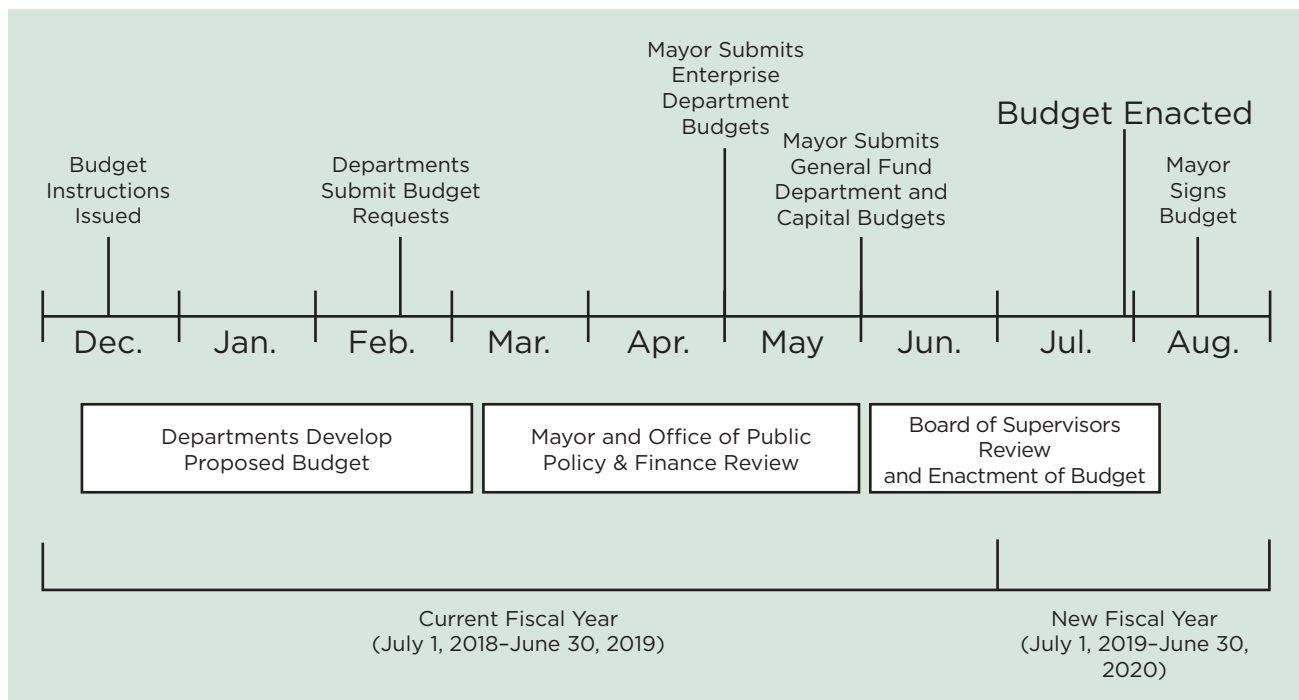 Mayor Submits
Enterprise
Department
Budgets
Budget Enacted
Mayor Submits
General Fund
Department and
Capital Budgets
Budget
Instructions
Issued
Departments
Submit Budget
Requests
Mayor
Signs
Budget
Dec.
Jan.
Feb.
Mar.
Apr.
May
Jun.
Jul.
Aug.
Departments Develop
Proposed Budget
Mayor and Office of Public
Policy & Finance Review
Board of Supervisors
Review
and Enactment of Budget
Current Fiscal Year
(July 1, 2018–June 30, 2019)
New Fiscal Year
(July 1, 2019–June 30,
2020)